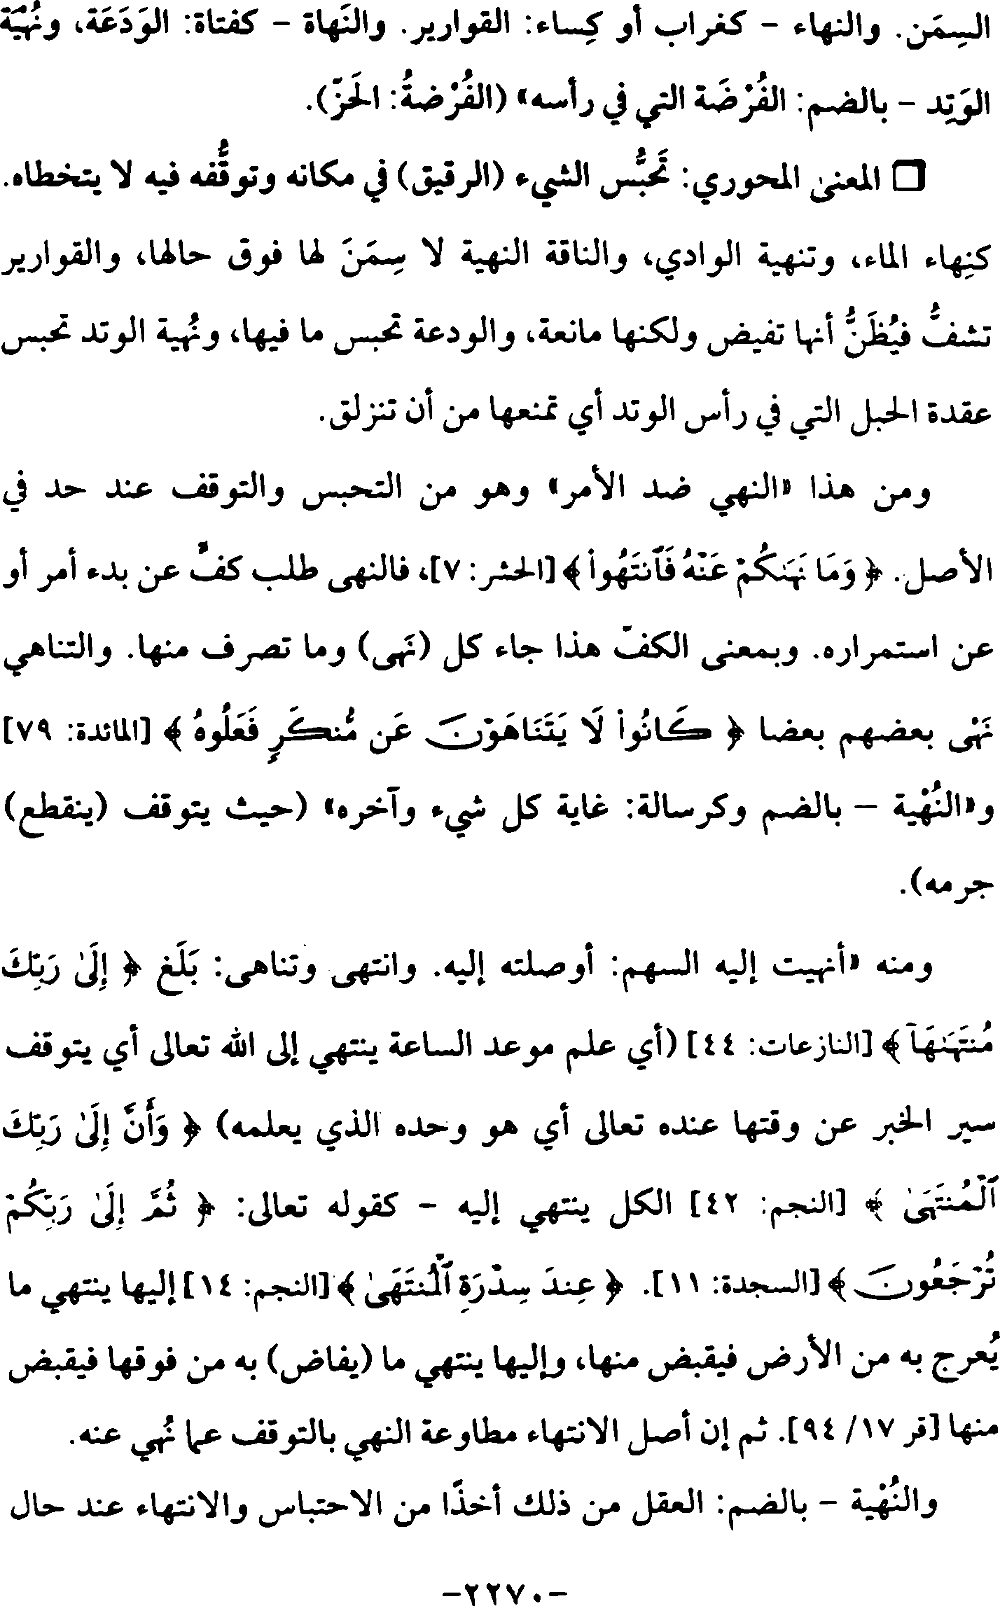 السِمَن. والنهاء - كغراب أو كِساء: القوارير. والنَهاة - كفتاة: الوَدَعَة، ونُهْيَة
الوَتِد - بالضم: الفُرْضَة التي في رأسه» (الفُرْضةُ: الحَزّ).
□ المعنى المحوري: تَحَبُّس الشيء (الرقيق) في مكانه وتوقُّفه فيه لا يتخطاه.
كنِهاء الماء، وتنهية الوادي، والناقة النهية لا سِمَنَ لها فوق حالها، والقوارير
تشفُّ فيُظَنُّ أنها تفيض ولكنها مانعة، والودعة تحبس ما فيها، ونُهية الوتد تحبس
عقدة الحبل التي في رأس الوتد أي تمنعها من أن تنزلق.
ومن هذا «النهي ضد الأمر» وهو من التحبس والتوقف عند حد في
الأصل. ﴿ وَمَا نَهَىٰكُمْ عَنْهُ فَٱنتَهُوا۟ ﴾ [الحشر: ٧]، فالنهى طلب كفٍّ عن بدء أمر أو
عن استمراره. وبمعنى الكفّ هذا جاء كل (نَهى) وما تصرف منها. والتناهي
نَهْى بعضهم بعضا ﴿ كَانُوا۟ لَا يَتَنَاهَوْنَ عَن مُّنكَرٍ فَعَلُوهُ ﴾ [المائدة: ٧٩]
و«النُهْية - بالضم وكرسالة: غاية كل شيء وآخره» (حيث يتوقف (ينقطع)
جرمه).
ومنه «أنهيت إليه السهم: أوصلته إليه. وانتهى وتناهى: بَلَغ ﴿ إِلَىٰ رَبِّكَ
مُنتَهَىٰهَآ ﴾ [النازعات: ٤٤] (أي علم موعد الساعة ينتهي إلى الله تعالى أي يتوقف
سير الخبر عن وقتها عنده تعالى أي هو وحده الذي يعلمه) ﴿ وَأَنَّ إِلَىٰ رَبِّكَ
ٱلْمُنتَهَىٰ ﴾ [النجم: ٤٢] الكل ينتهي إليه - كقوله تعالى: ﴿ ثُمَّ إِلَىٰ رَبِّكُمْ
تُرْجَعُونَ ﴾ [السجدة: ١١]. ﴿ عِندَ سِدْرَةِ ٱلْمُنتَهَىٰ ﴾ [النجم: ١٤] إليها ينتهي ما
يُعرج به من الأرض فيقبض منها، وإليها ينتهي ما (يفاض) به من فوقها فيقبض
منها [قر ١٧/ ٩٤]. ثم إن أصل الانتهاء مطاوعة النهي بالتوقف عما نُهي عنه.
والنُهْية - بالضم: العقل من ذلك أخذًا من الاحتباس والانتهاء عند حال
-٢٢٧٠-